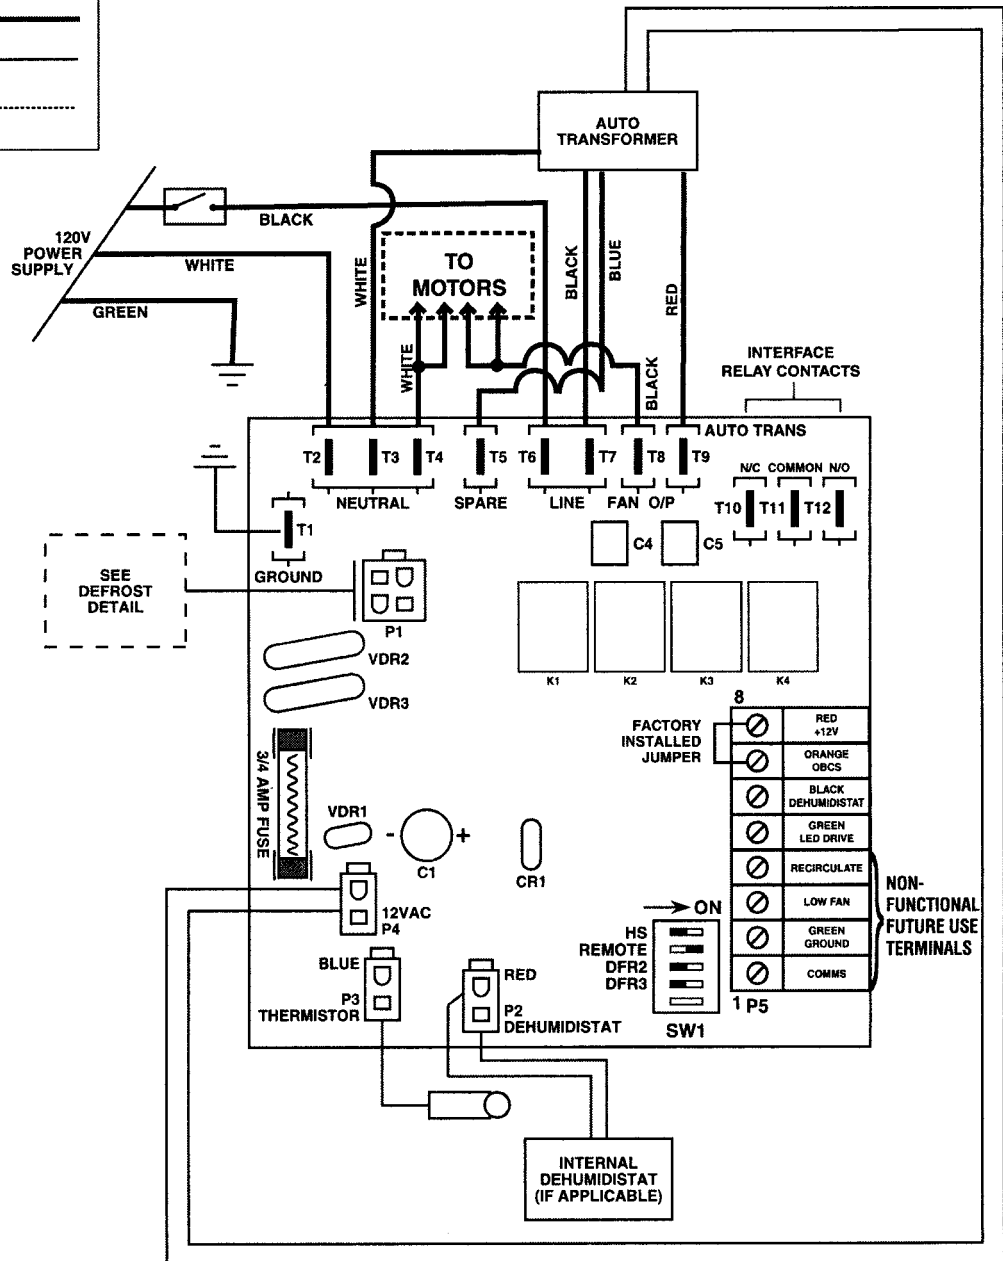 AUTO
TRANSFORMER
120V
POWER
SUPPLY
BLACK
WHITE
GREEN
WHITE
TO
MOTORS
BLACK
BLUE
RED
WHITE
BLACK
INTERFACE
RELAY CONTACTS
AUTO TRANS
T2
T3
T4
T5
T6
T7
T8
T9
N/C COMMON N/O
T10
T11
T12
NEUTRAL
SPARE
LINE
FAN O/P
T1
GROUND
C4
C5
SEE
DEFROST
DETAIL
P1
VDR2
VDR3
K1
K2
K3
K4
8
FACTORY
INSTALLED
JUMPER
RED
+12V
ORANGE
OBCS
BLACK
DEHUMIDISTAT
GREEN
LED DRIVE
RECIRCULATE
LOW FAN
GREEN
GROUND
COMMS
NON-
FUNCTIONAL
FUTURE USE
TERMINALS
1 P5
3/4 AMP FUSE
VDR1
- +
C1
CR1
12VAC
P4
ON
HS
REMOTE
DFR2
DFR3
SW1
BLUE
P3
THERMISTOR
RED
P2
DEHUMIDISTAT
INTERNAL
DEHUMIDISTAT
(IF APPLICABLE)